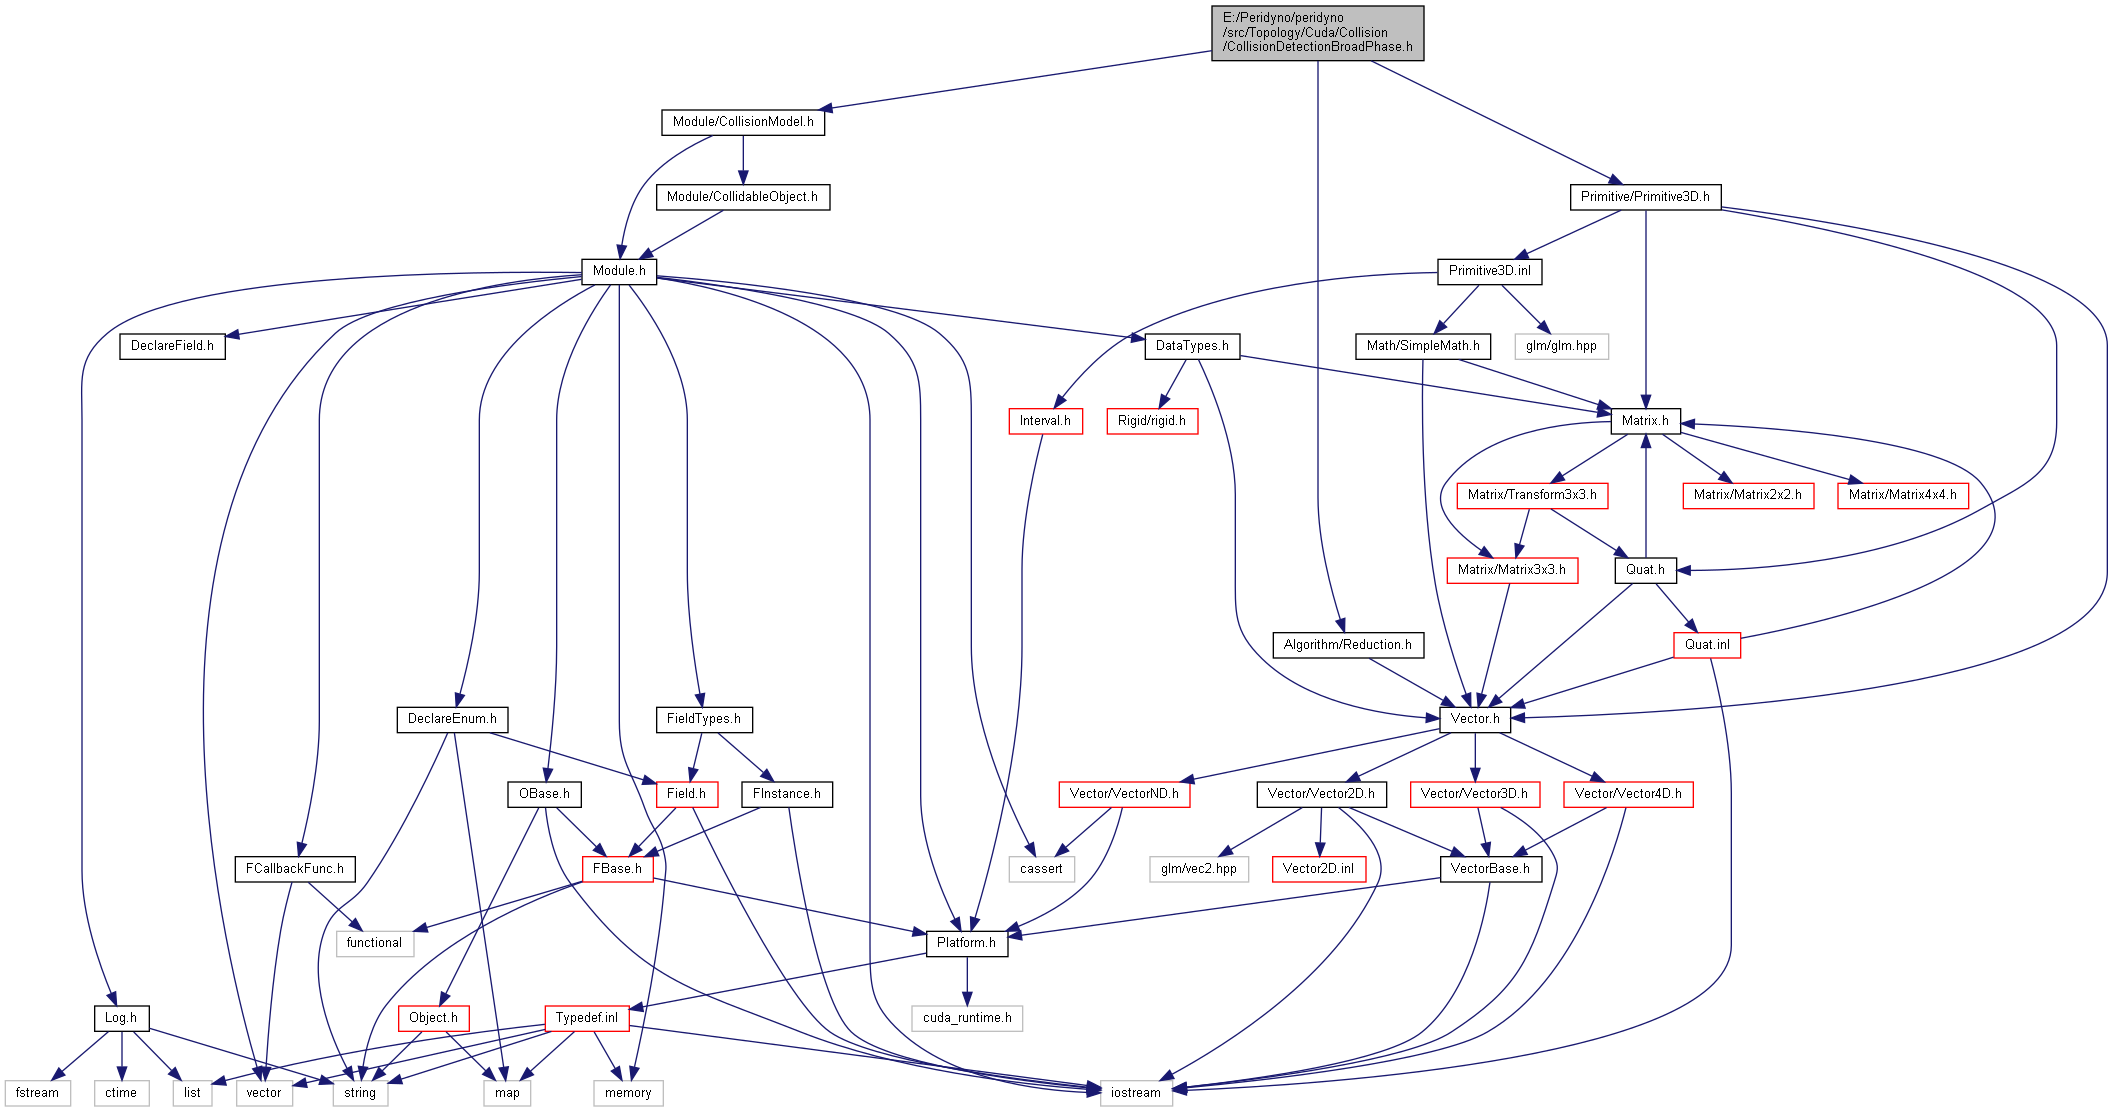 E:/Peridyno/peridyno
/src/Topology/Cuda/Collision
/CollisionDetectionBroadPhase.h
Module/CollisionModel.h
Module/CollidableObject.h
Primitive/Primitive3D.h
Module.h
Primitive3D.inl
DeclareField.h
DataTypes.h
Math/SimpleMath.h
glm/glm.hpp
Interval.h
Rigid/rigid.h
Matrix.h
Matrix/Transform3x3.h
Matrix/Matrix2x2.h
Matrix/Matrix4x4.h
Matrix/Matrix3x3.h
Quat.h
Algorithm/Reduction.h
Quat.inl
DeclareEnum.h
FieldTypes.h
Vector.h
OBase.h
Field.h
FInstance.h
Vector/VectorND.h
Vector/Vector2D.h
Vector/Vector3D.h
Vector/Vector4D.h
FCallbackFunc.h
FBase.h
cassert
glm/vec2.hpp
Vector2D.inl
VectorBase.h
functional
Platform.h
Log.h
Object.h
Typedef.inl
cuda_runtime.h
fstream
ctime
list
vector
string
map
memory
iostream